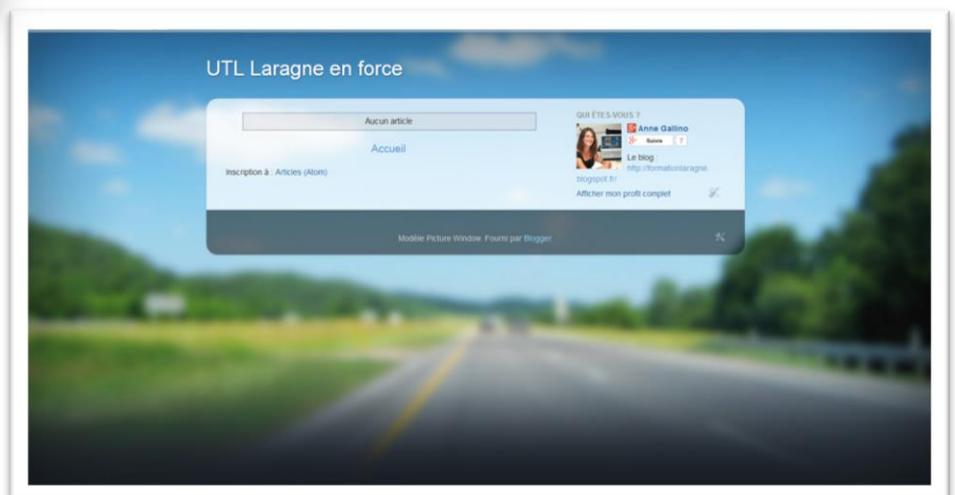 UTL Laragne en force
Aucun article
Accueil
Inscription à : Articles (Atom)
QUI ÊTES-VOUS ?
Anne Gallino
Suivre 7
Le blog :
http://formationlaragne.
blogspot.fr/
Afficher mon profil complet
Modèle Picture Window. Fourni par Blogger.